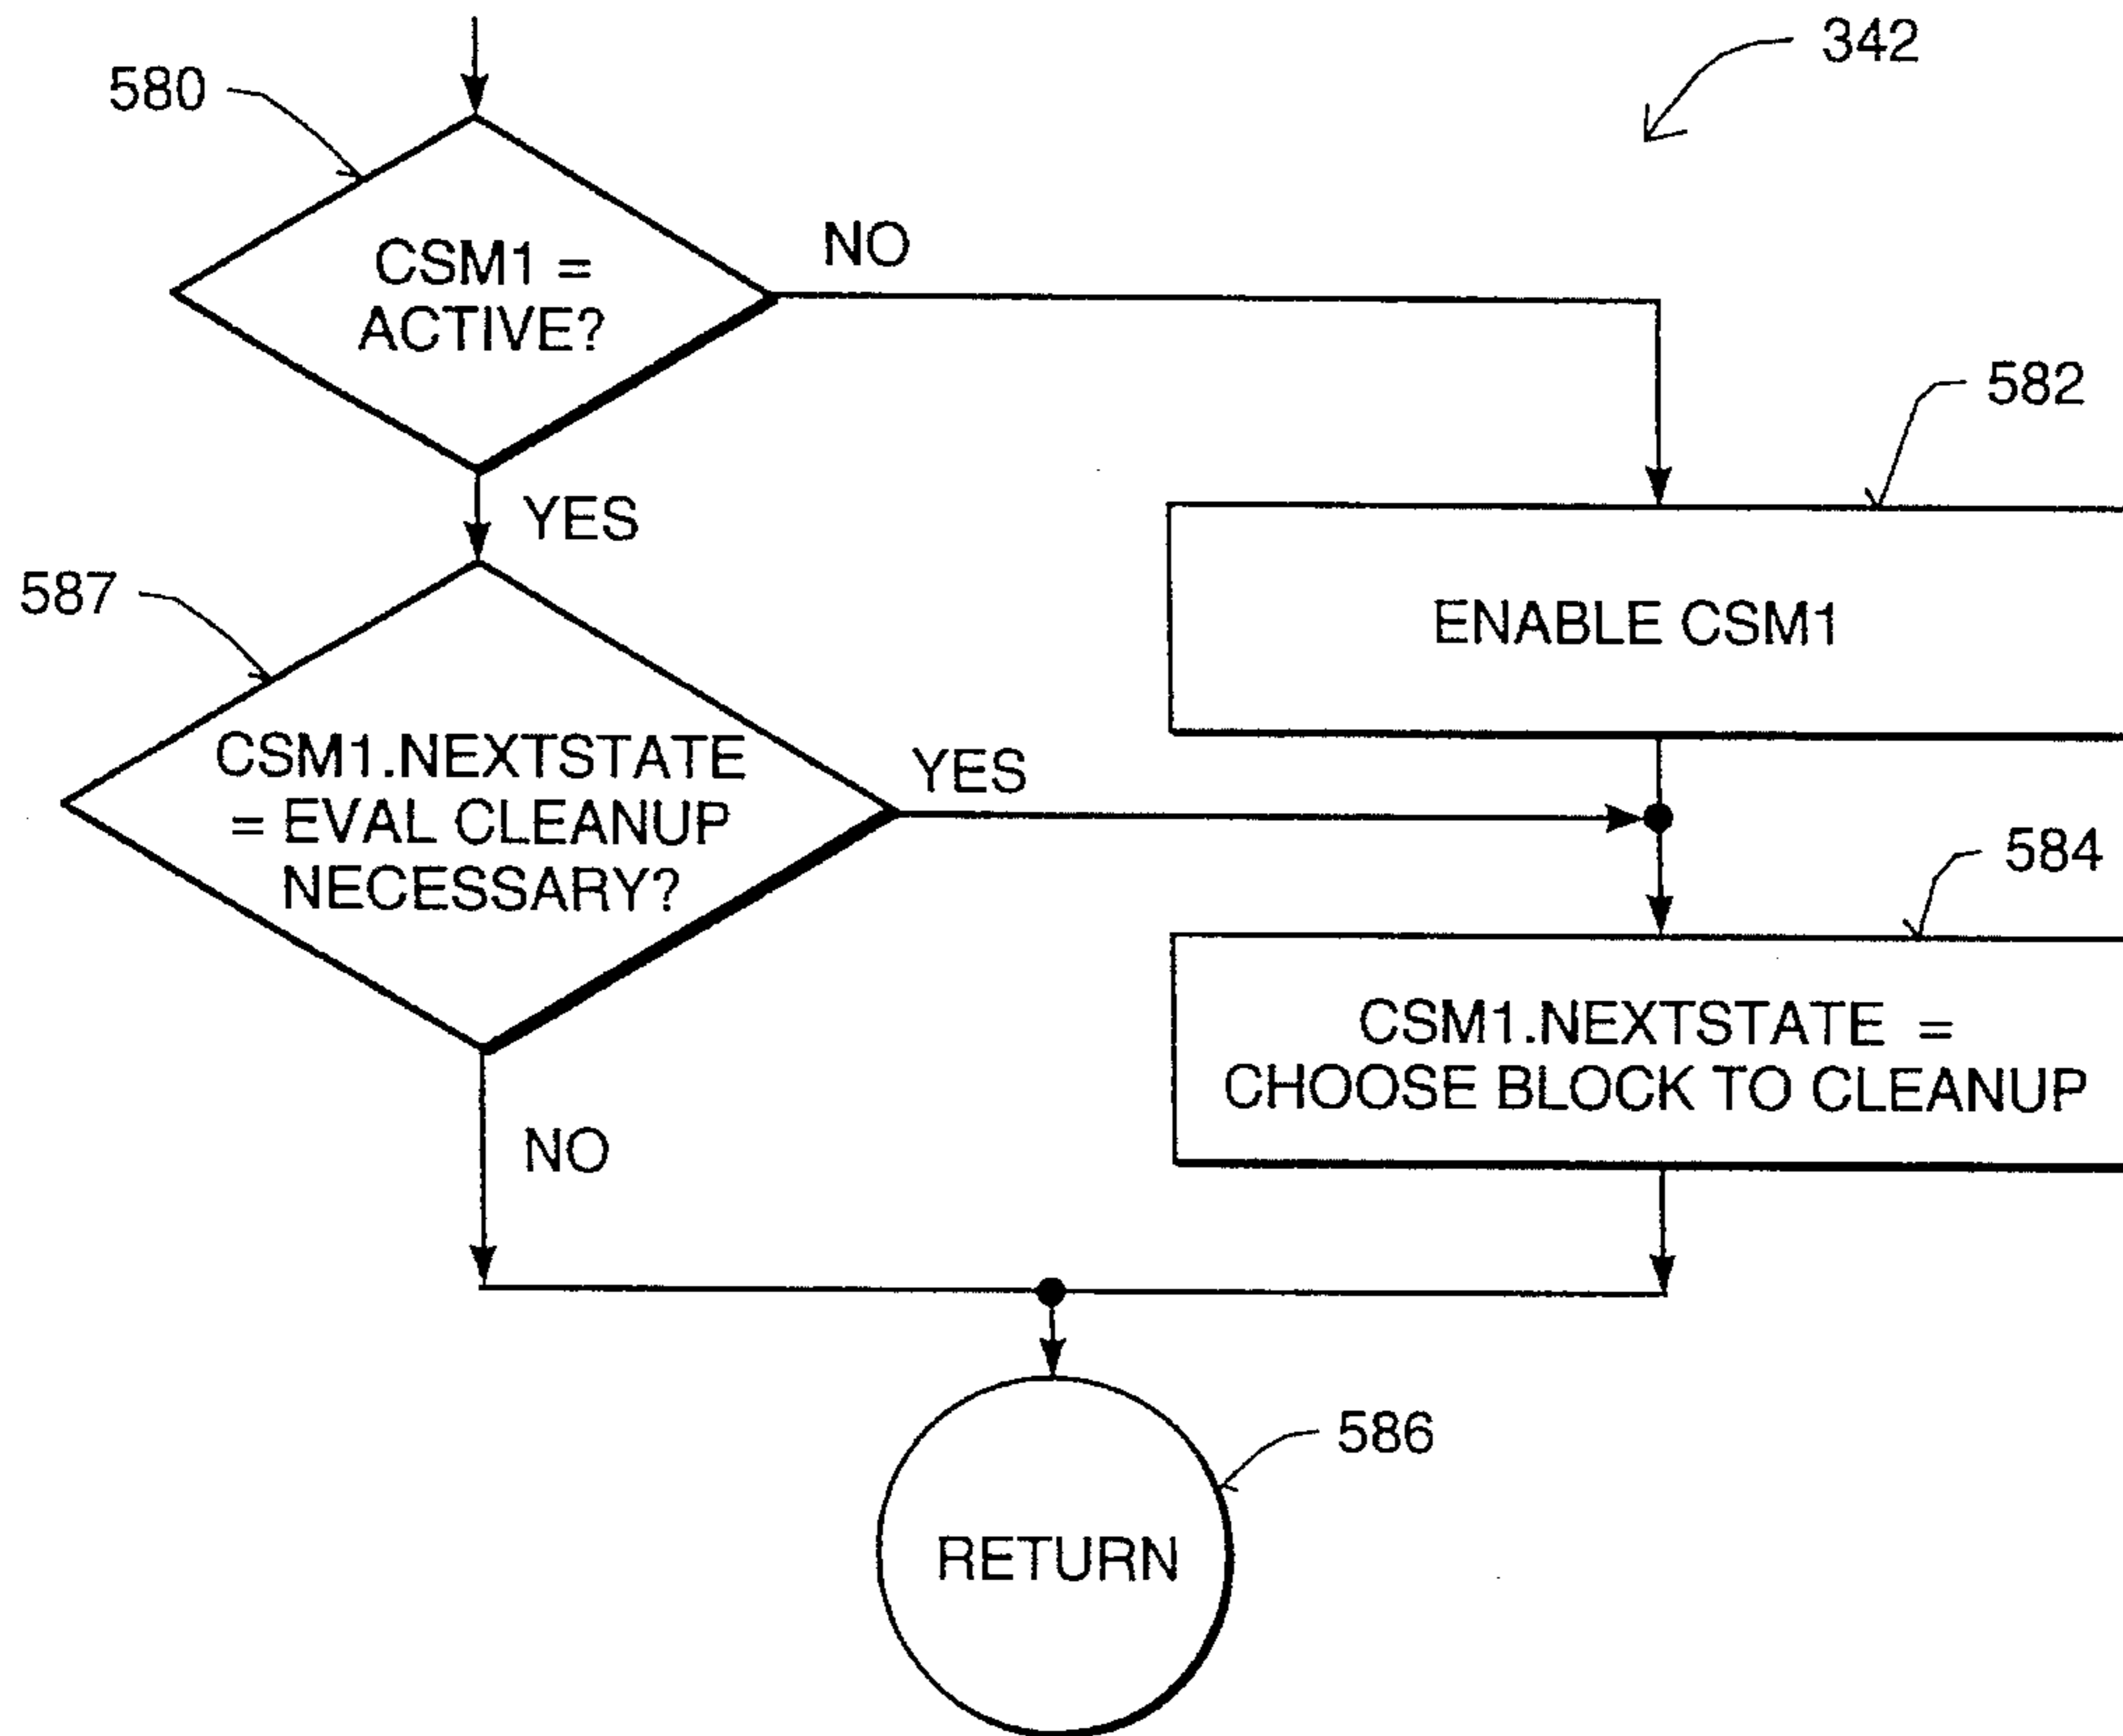 342
580
CSM1 =
ACTIVE?
NO
582
YES
ENABLE CSM1
587
CSM1.NEXTSTATE
= EVAL CLEANUP
NECESSARY?
YES
584
CSM1.NEXTSTATE =
CHOOSE BLOCK TO CLEANUP
NO
586
RETURN